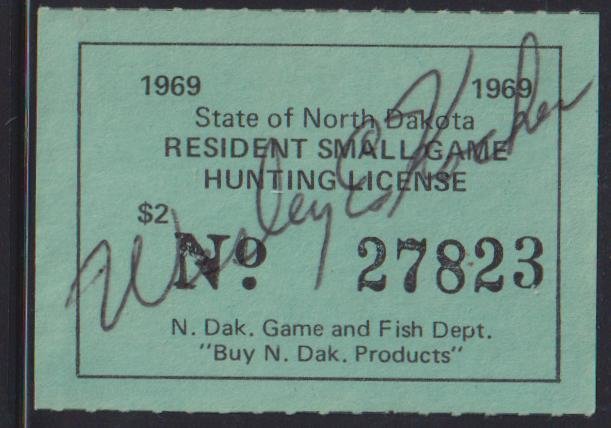 1969 1969
State of North Dakota
RESIDENT SMALL GAME
HUNTING LICENSE
$2
No. 27823
N. Dak. Game and Fish Dept.
"Buy N. Dak. Products"
Wesley E.